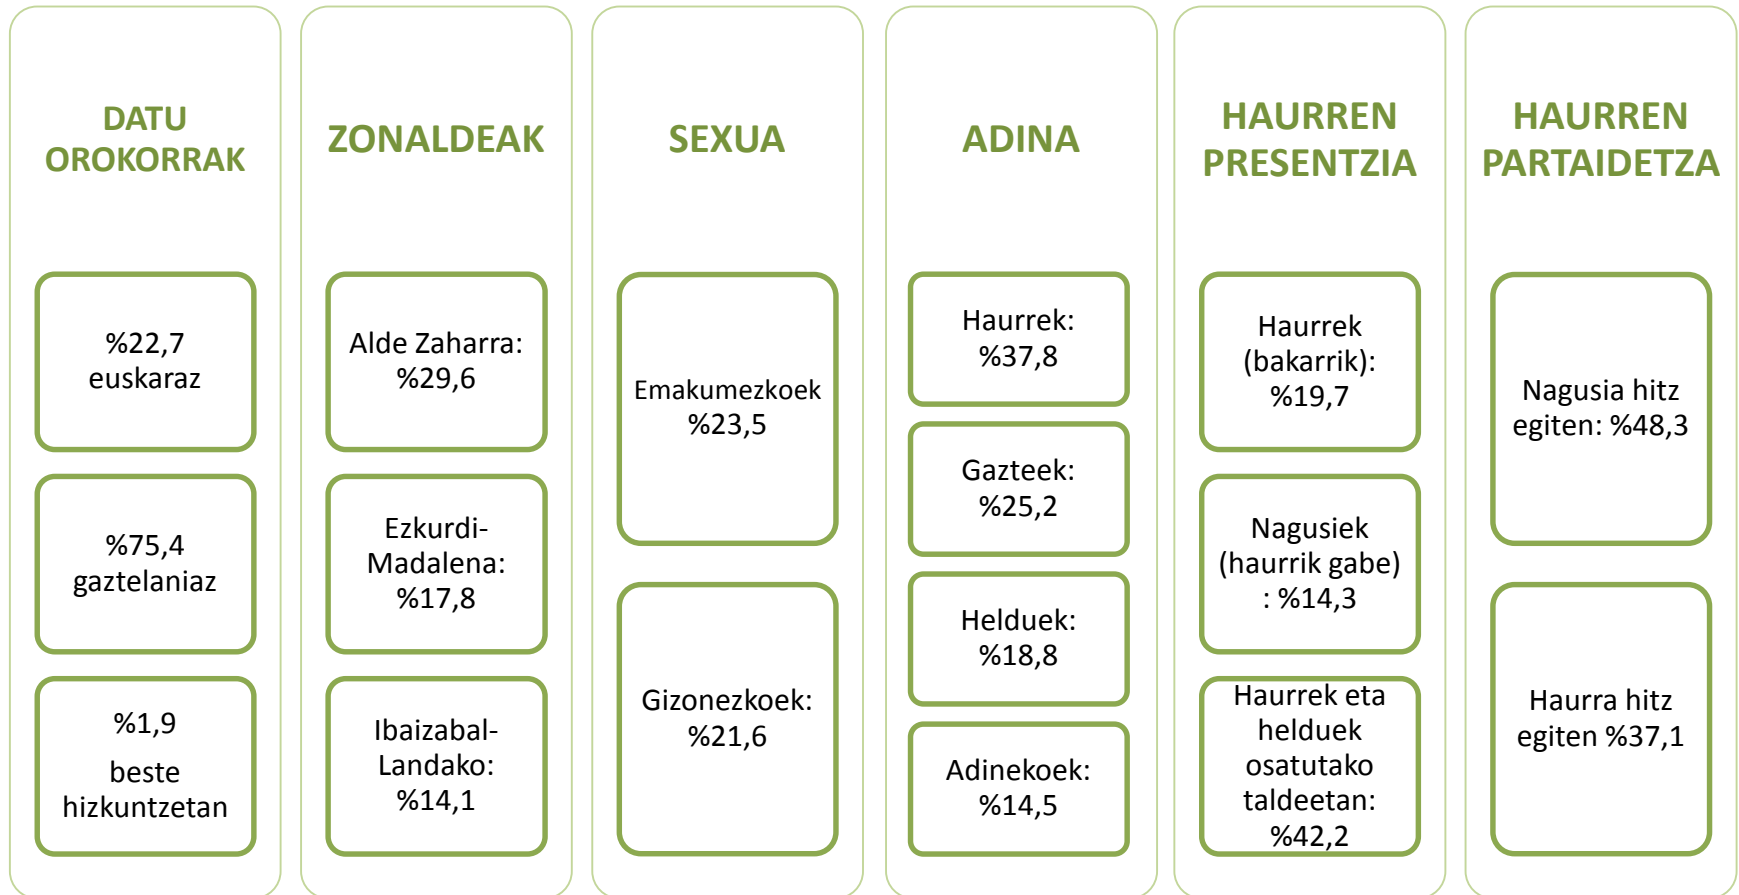 DATU
OROKORRAK
%22,7
euskaraz
%75,4
gaztelaniaz
%1,9
beste
hizkuntzetan
ZONALDEAK
Alde Zaharra:
%29,6
Ezkurdi-
Madalena:
%17,8
Ibaizabal-
Landako:
%14,1
SEXUA
Emakumezkoek
%23,5
Gizonezkoek:
%21,6
ADINA
Haurrek:
%37,8
Gazteek:
%25,2
Helduek:
%18,8
Adinekoek:
%14,5
HAURREN
PRESENTZIA
Haurrek
(bakarrik):
%19,7
Nagusiek
(haurrik gabe)
: %14,3
Haurrek eta
helduek
osatutako
taldeetan:
%42,2
HAURREN
PARTAIDETZA
Nagusia hitz
egiten: %48,3
Haurra hitz
egiten %37,1